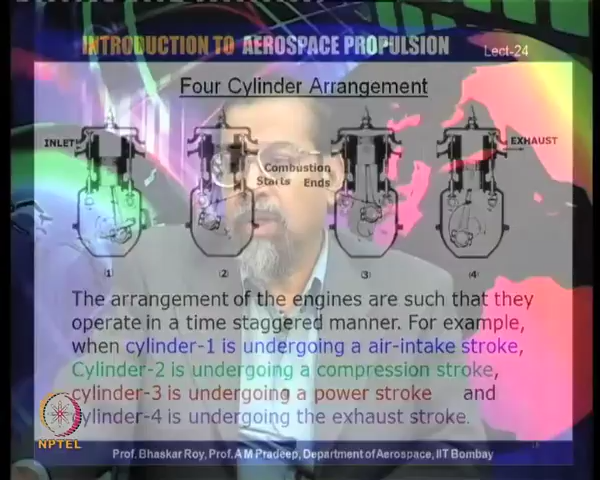 INTRODUCTION TO AEROSPACE PROPULSION
Lect-24
Four Cylinder Arrangement
INLET
EXHAUST
Combustion
Starts Ends
(1) (2) (3) (4)
The arrangement of the engines are such that they
operate in a time staggered manner. For example,
when cylinder-1 is undergoing a air-intake stroke,
Cylinder-2 is undergoing a compression stroke,
cylinder-3 is undergoing a power stroke and
cylinder-4 is undergoing the exhaust stroke.
NPTEL
Prof. Bhaskar Roy, Prof. A M Pradeep, Department of Aerospace, IIT Bombay